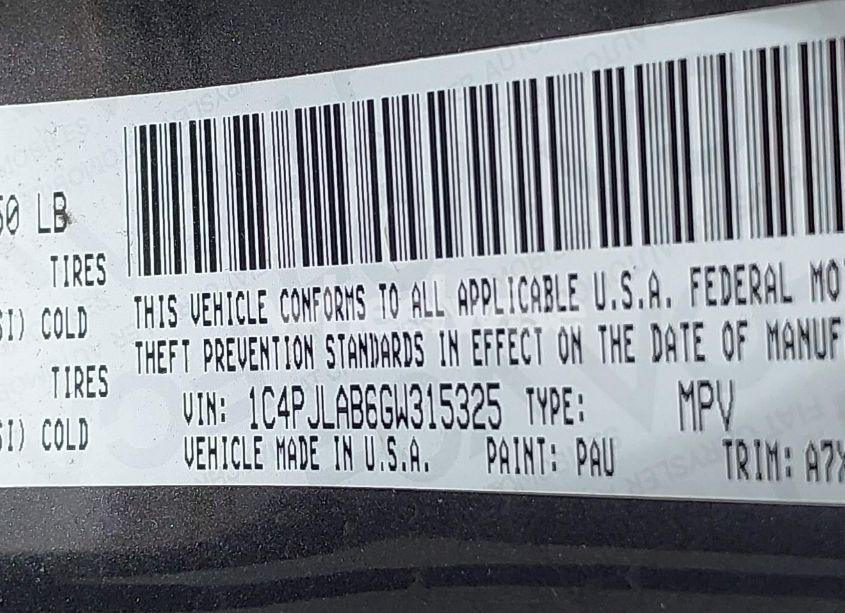 50 LB
TIRES
SI) COLD
TIRES
SI) COLD
THIS VEHICLE CONFORMS TO ALL APPLICABLE U.S.A. FEDERAL MO
THEFT PREVENTION STANDARDS IN EFFECT ON THE DATE OF MANUF
VIN: 1C4PJLAB6GW315325 TYPE: MPV
VEHICLE MADE IN U.S.A. PAINT: PAU TRIM: A7X